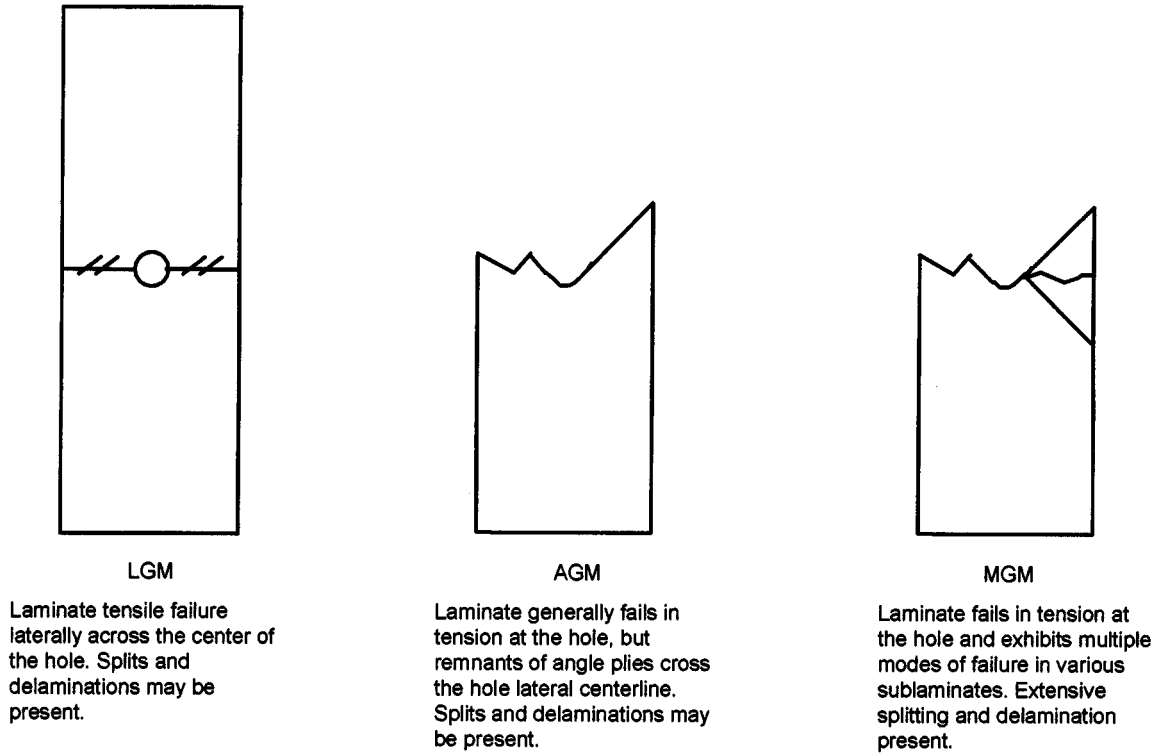 LGM
Laminate tensile failure
laterally across the center of
the hole. Splits and
delaminations may be
present.
AGM
Laminate generally fails in
tension at the hole, but
remnants of angle plies cross
the hole lateral centerline.
Splits and delaminations may
be present.
MGM
Laminate fails in tension at
the hole and exhibits multiple
modes of failure in various
sublaminates. Extensive
splitting and delamination
present.